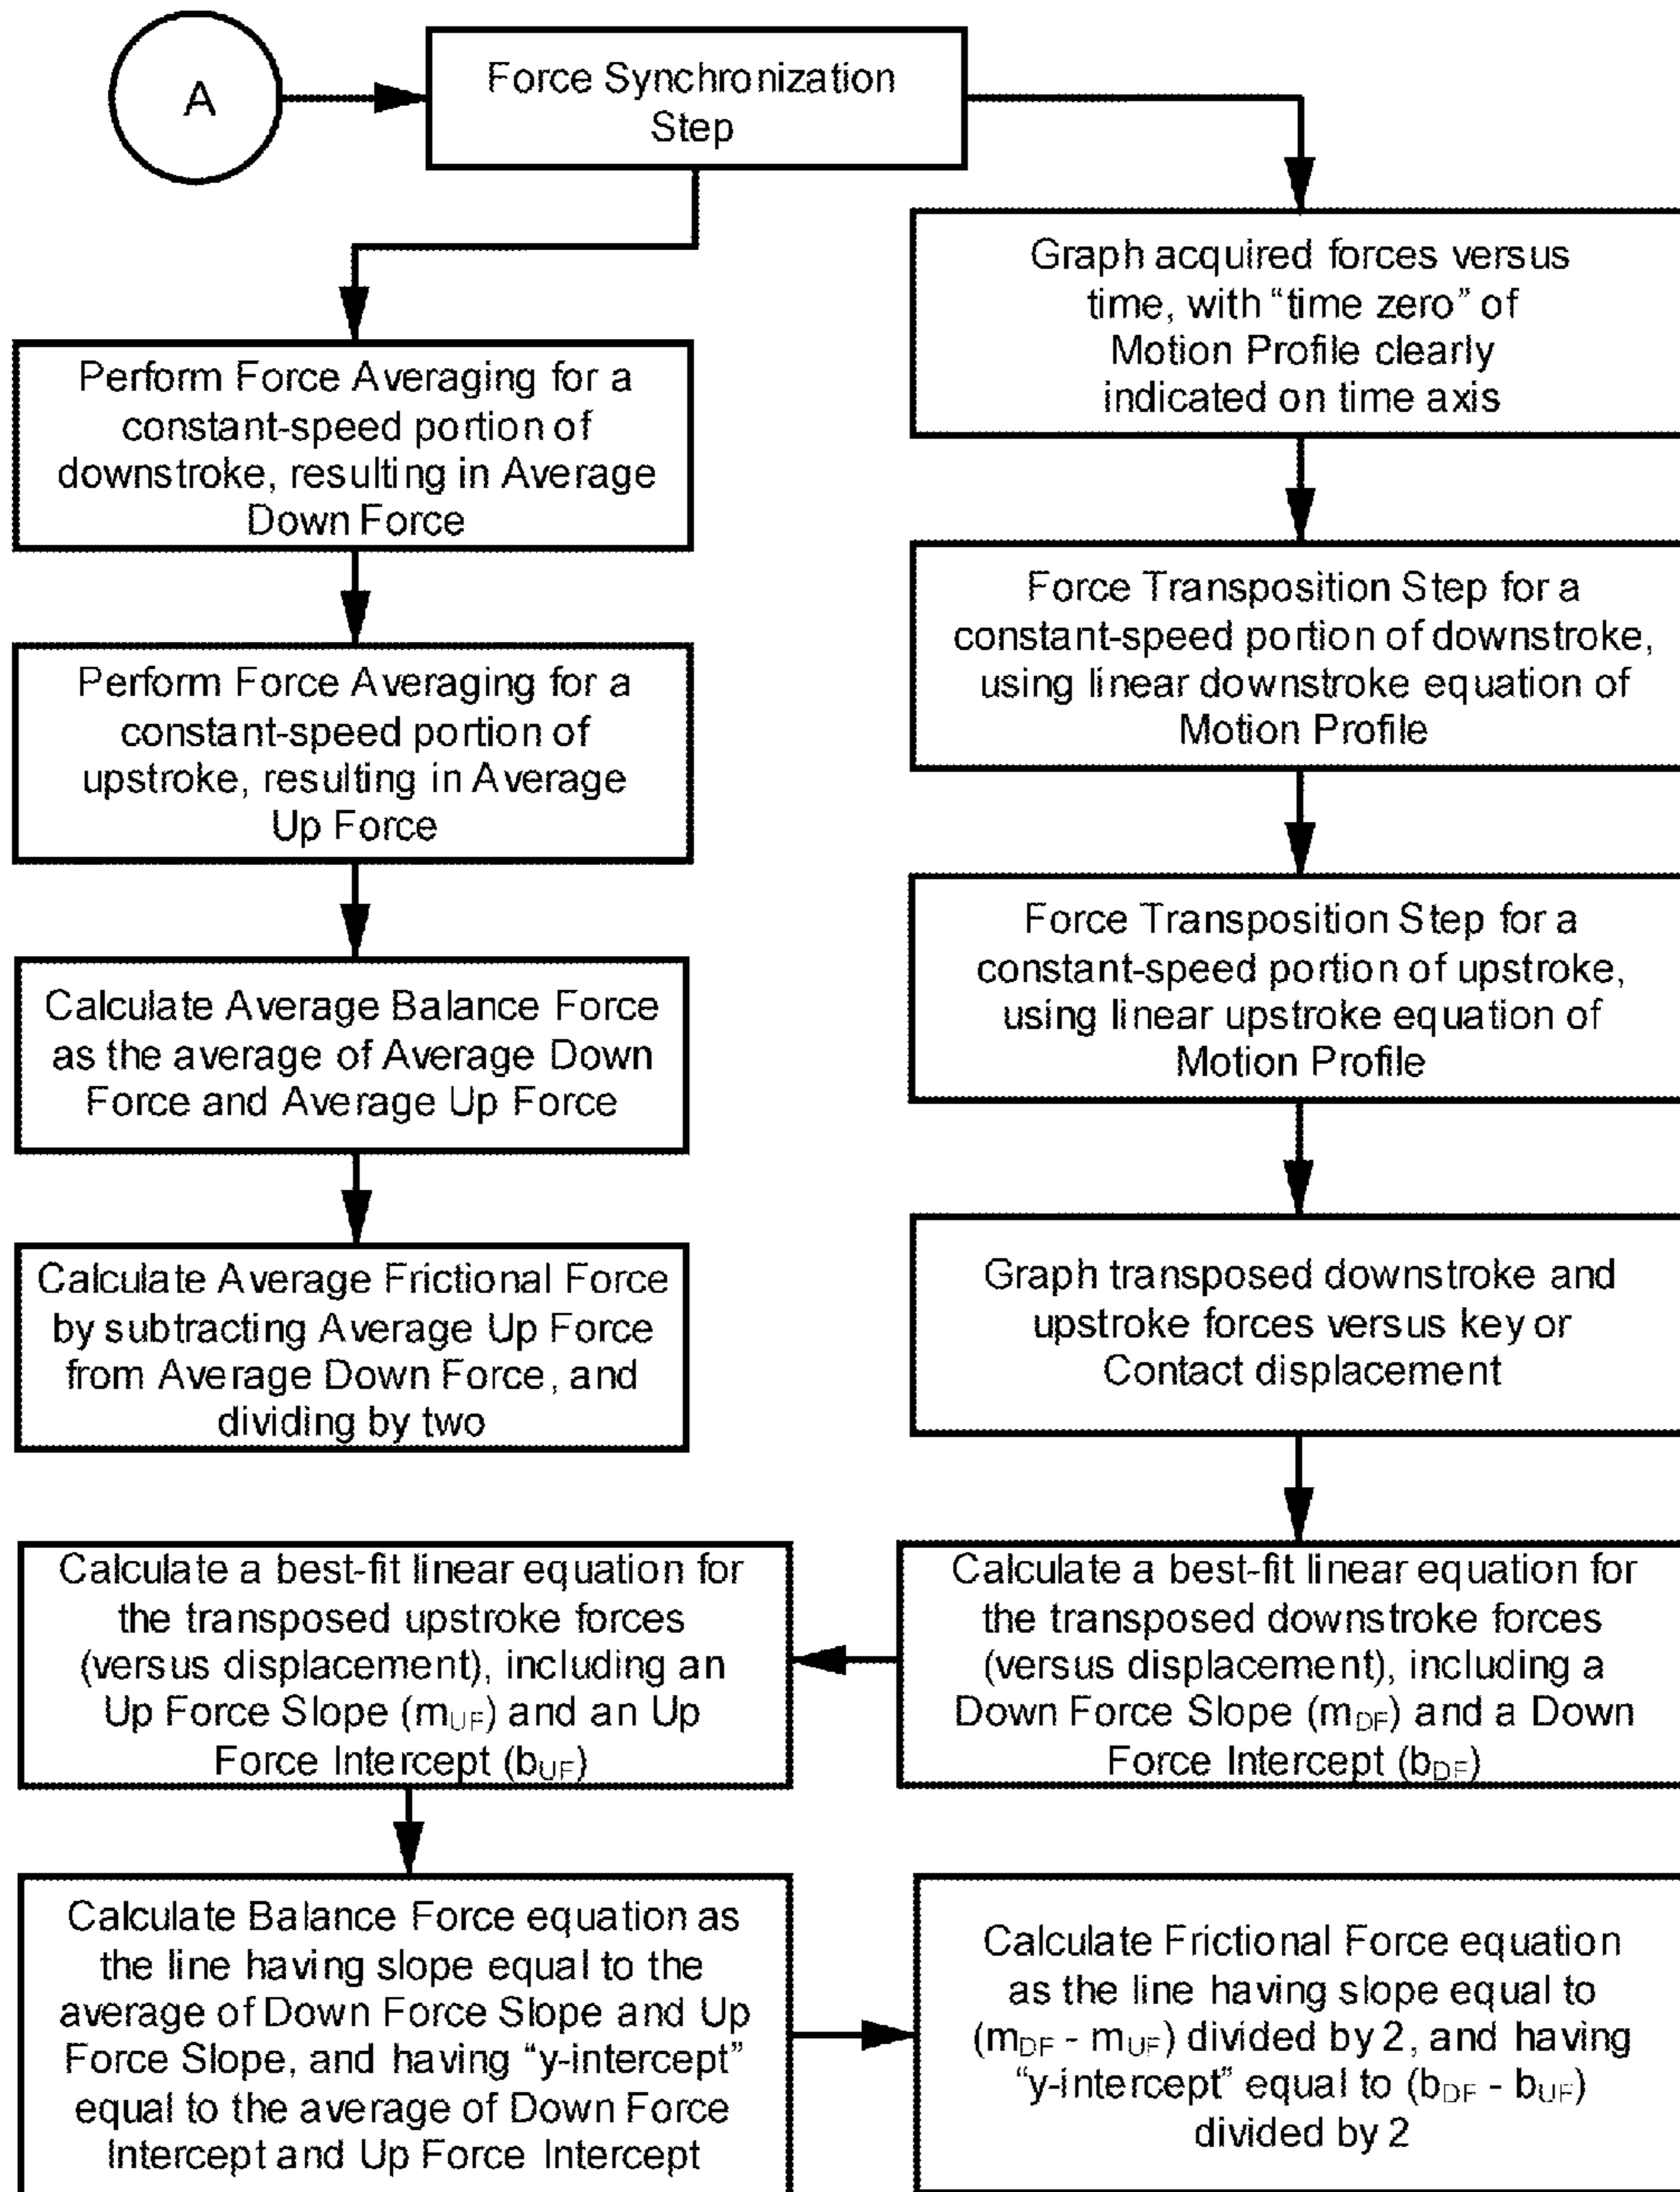 A
Force Synchronization
Step
Perform Force Averaging for a
constant-speed portion of
downstroke, resulting in Average
Down Force
Perform Force Averaging for a
constant-speed portion of
upstroke, resulting in Average
Up Force
Calculate Average Balance Force
as the average of Average Down
Force and Average Up Force
Calculate Average Frictional Force
by subtracting Average Up Force
from Average Down Force, and
dividing by two
Graph acquired forces versus
time, with “time zero” of
Motion Profile clearly
indicated on time axis
Force Transposition Step for a
constant-speed portion of downstroke,
using linear downstroke equation of
Motion Profile
Force Transposition Step for a
constant-speed portion of upstroke,
using linear upstroke equation of
Motion Profile
Graph transposed downstroke and
upstroke forces versus key or
Contact displacement
Calculate a best-fit linear equation for
the transposed downstroke forces
(versus displacement), including a
Down Force Slope (mDF) and a Down
Force Intercept (bDF)
Calculate a best-fit linear equation for
the transposed upstroke forces
(versus displacement), including an
Up Force Slope (mUF) and an Up
Force Intercept (bUF)
Calculate Balance Force equation as
the line having slope equal to the
average of Down Force Slope and Up
Force Slope, and having “y-intercept”
equal to the average of Down Force
Intercept and Up Force Intercept
Calculate Frictional Force equation
as the line having slope equal to
(mDF - mUF) divided by 2, and having
“y-intercept” equal to (bDF - bUF)
divided by 2